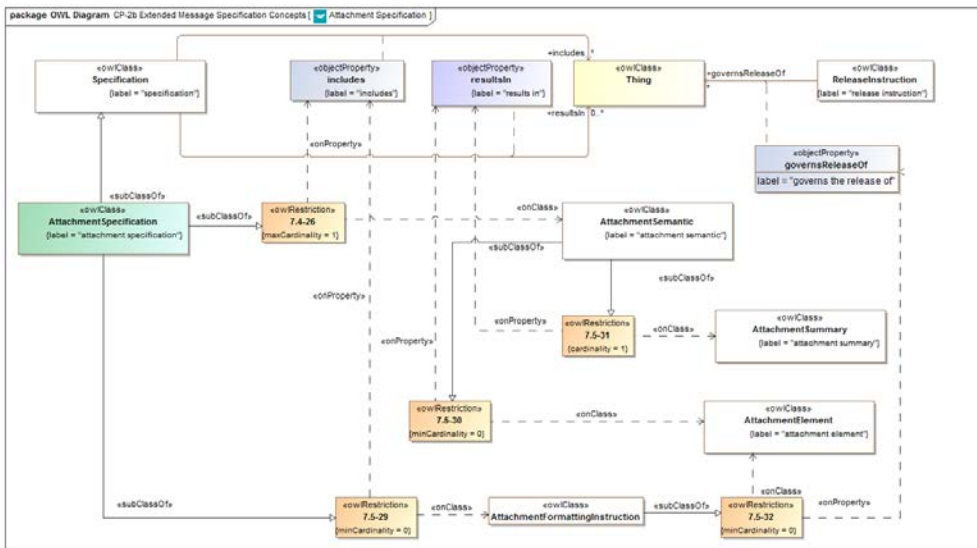 package OWL Diagram CP-2b Extended Message Specification Concepts [ Attachment Specification ]
«owlClass»
Specification
{label = "specification"}
«objectProperty»
includes
{label = "includes"}
«objectProperty»
resultsIn
{label = "results in"}
+includes *
«owlClass»
Thing
+resultsIn 0..*
+governsReleaseOf
*
«owlClass»
ReleaseInstruction
{label = "release instruction"}
«onProperty»
«objectProperty»
governsReleaseOf
label = "governs the release of"
«subClassOf»
«owlClass»
AttachmentSpecification
{label = "attachment specification"}
«subClassOf»
«owlRestriction»
7.4-26
{maxCardinality = 1}
«onClass»
«owlClass»
AttachmentSemantic
{label = "attachment semantic"}
«subClassOf»
«subClassOf»
«onProperty»
«onProperty»
«owlRestriction»
7.5-31
{cardinality = 1}
«onClass»
«owlClass»
AttachmentSummary
{label = "attachment summary"}
«onProperty»
«owlRestriction»
7.5-30
{minCardinality = 0}
«onClass»
«owlClass»
AttachmentElement
{label = "attachment element"}
«subClassOf»
«owlRestriction»
7.5-29
{minCardinality = 0}
«onClass»
«owlClass»
AttachmentFormattingInstruction
«subClassOf»
«onClass»
«owlRestriction»
7.5-32
{minCardinality = 0}
«onProperty»